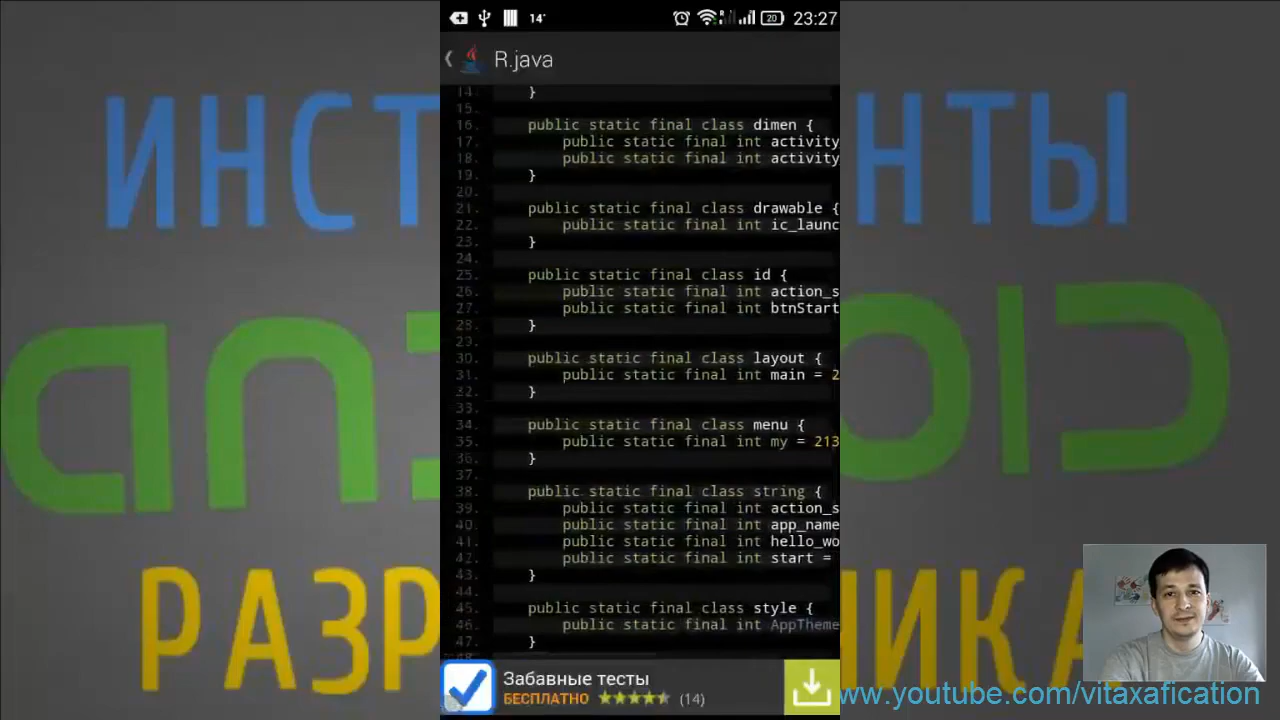 14°
20
23:27
R.java
14. }
15.
16. public static final class dimen {
17. public static final int activity
18. public static final int activity
19. }
20.
21. public static final class drawable {
22. public static final int ic_launc
23. }
24.
25. public static final class id {
26. public static final int action_s
27. public static final int btnStart
28. }
29.
30. public static final class layout {
31. public static final int main = 2
32. }
33.
34. public static final class menu {
35. public static final int my = 213
36. }
37.
38. public static final class string {
39. public static final int action_s
40. public static final int app_name
41. public static final int hello_wo
42. public static final int start =
43. }
44.
45. public static final class style {
46. public static final int AppTheme
47. }
Забавные тесты
БЕСПЛАТНО (14)
ИНСТ НТЫ
РАЗР ИКА
www.youtube.com/vitaxafication